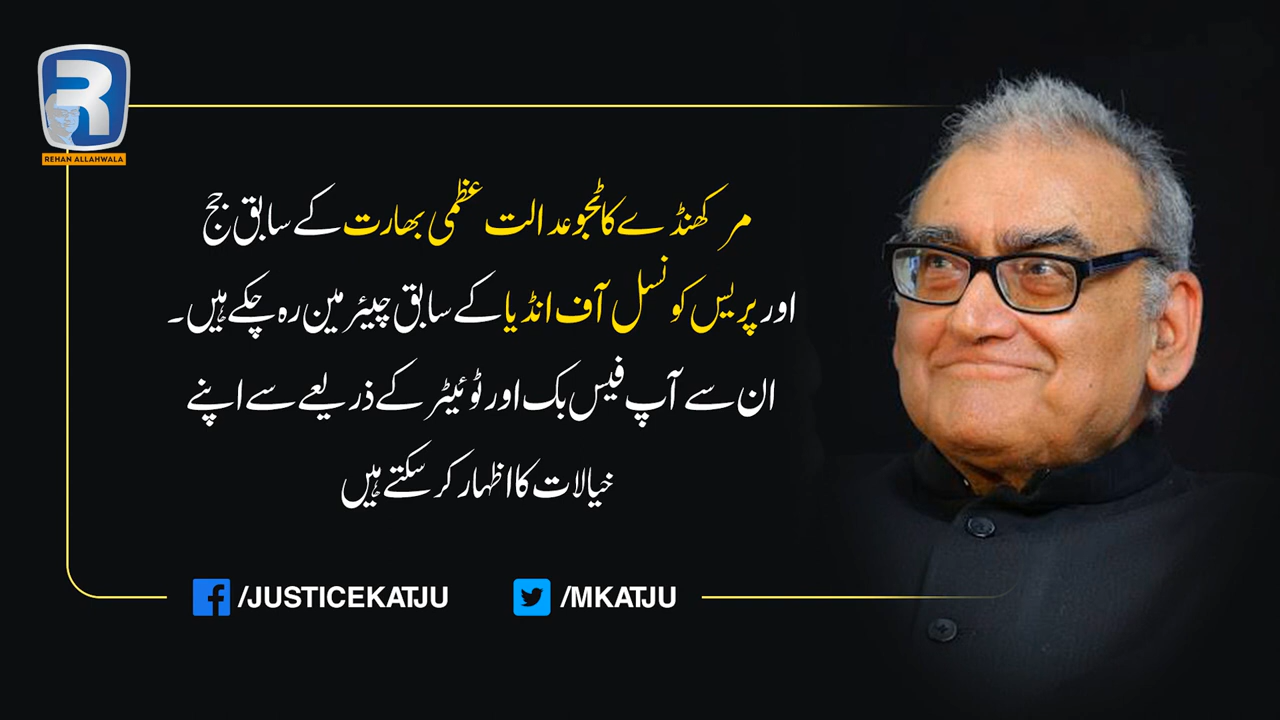 REHAN ALLAHWALA
مرکھنڈے کاٹجو عدالت عظمی بھارت کے سابق جج
اور پریس کونسل آف انڈیا کے سابق چیئرمین رہ چکے ہیں۔
ان سے آپ فیس بک اور ٹوئیٹر کے ذریعے سے اپنے
خیالات کا اظہار کر سکتے ہیں
/JUSTICEKATJU /MKATJU